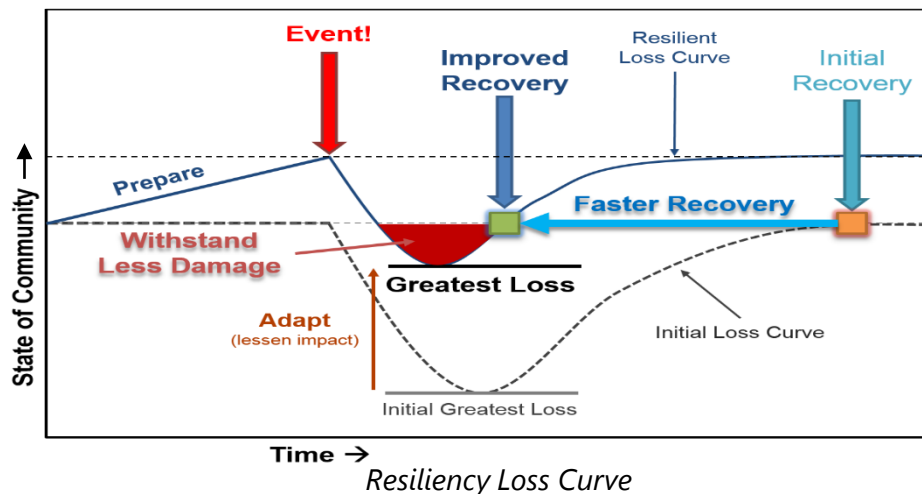 Event!
Improved
Recovery
Resilient
Loss Curve
Initial
Recovery
Prepare
Faster Recovery
Withstand
Less Damage
Greatest Loss
Adapt
(lessen impact)
Initial Loss Curve
Initial Greatest Loss
State of Community →
Time →
Resiliency Loss Curve